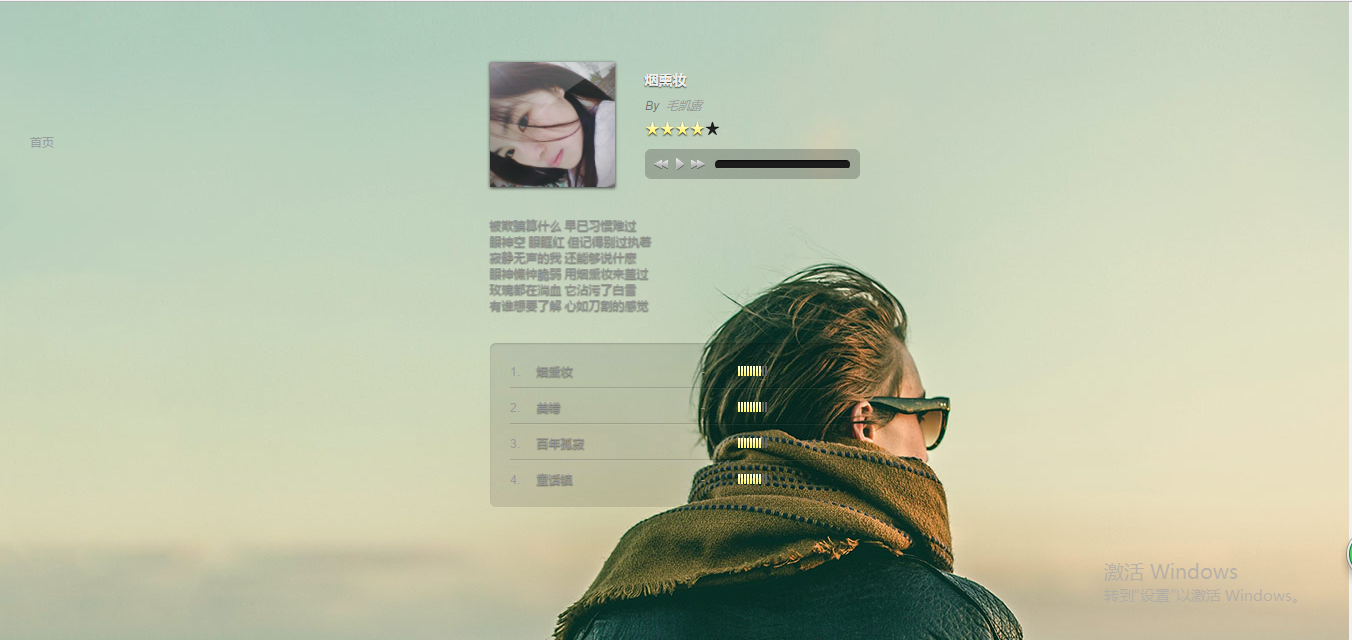 烟熏妆
By 毛凯露
首页
被欺骗算什么 早已习惯难过
眼神空 眼眶红 但记得别过执着
寂静无声的我 还能够说什麽
眼神憔悴脆弱 用烟熏妆来盖过
玫瑰都在淌血 它沾污了白雪
有谁想要了解 心如刀割的感觉
1. 烟熏妆
2.
3. 百年孤寂
4. 童话镇
激活 Windows
转到"设置"以激活 Windows。